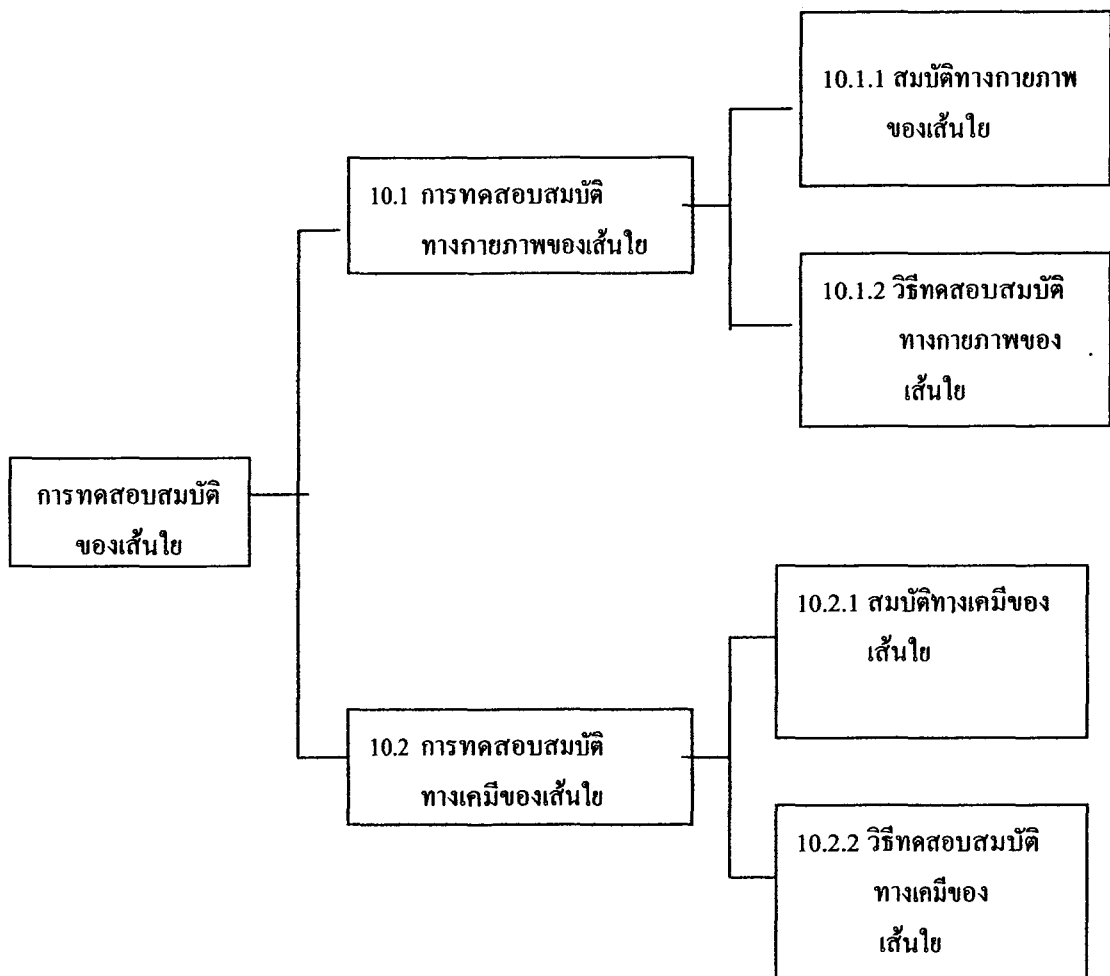 10.1.1 สมบัติทางกายภาพ
ของเส้นใย
10.1 การทดสอบสมบัติ
ทางกายภาพของเส้นใย
10.1.2 วิธีทดสอบสมบัติ
ทางกายภาพของ
เส้นใย
การทดสอบสมบัติ
ของเส้นใย
10.2.1 สมบัติทางเคมีของ
เส้นใย
10.2 การทดสอบสมบัติ
ทางเคมีของเส้นใย
10.2.2 วิธีทดสอบสมบัติ
ทางเคมีของ
เส้นใย